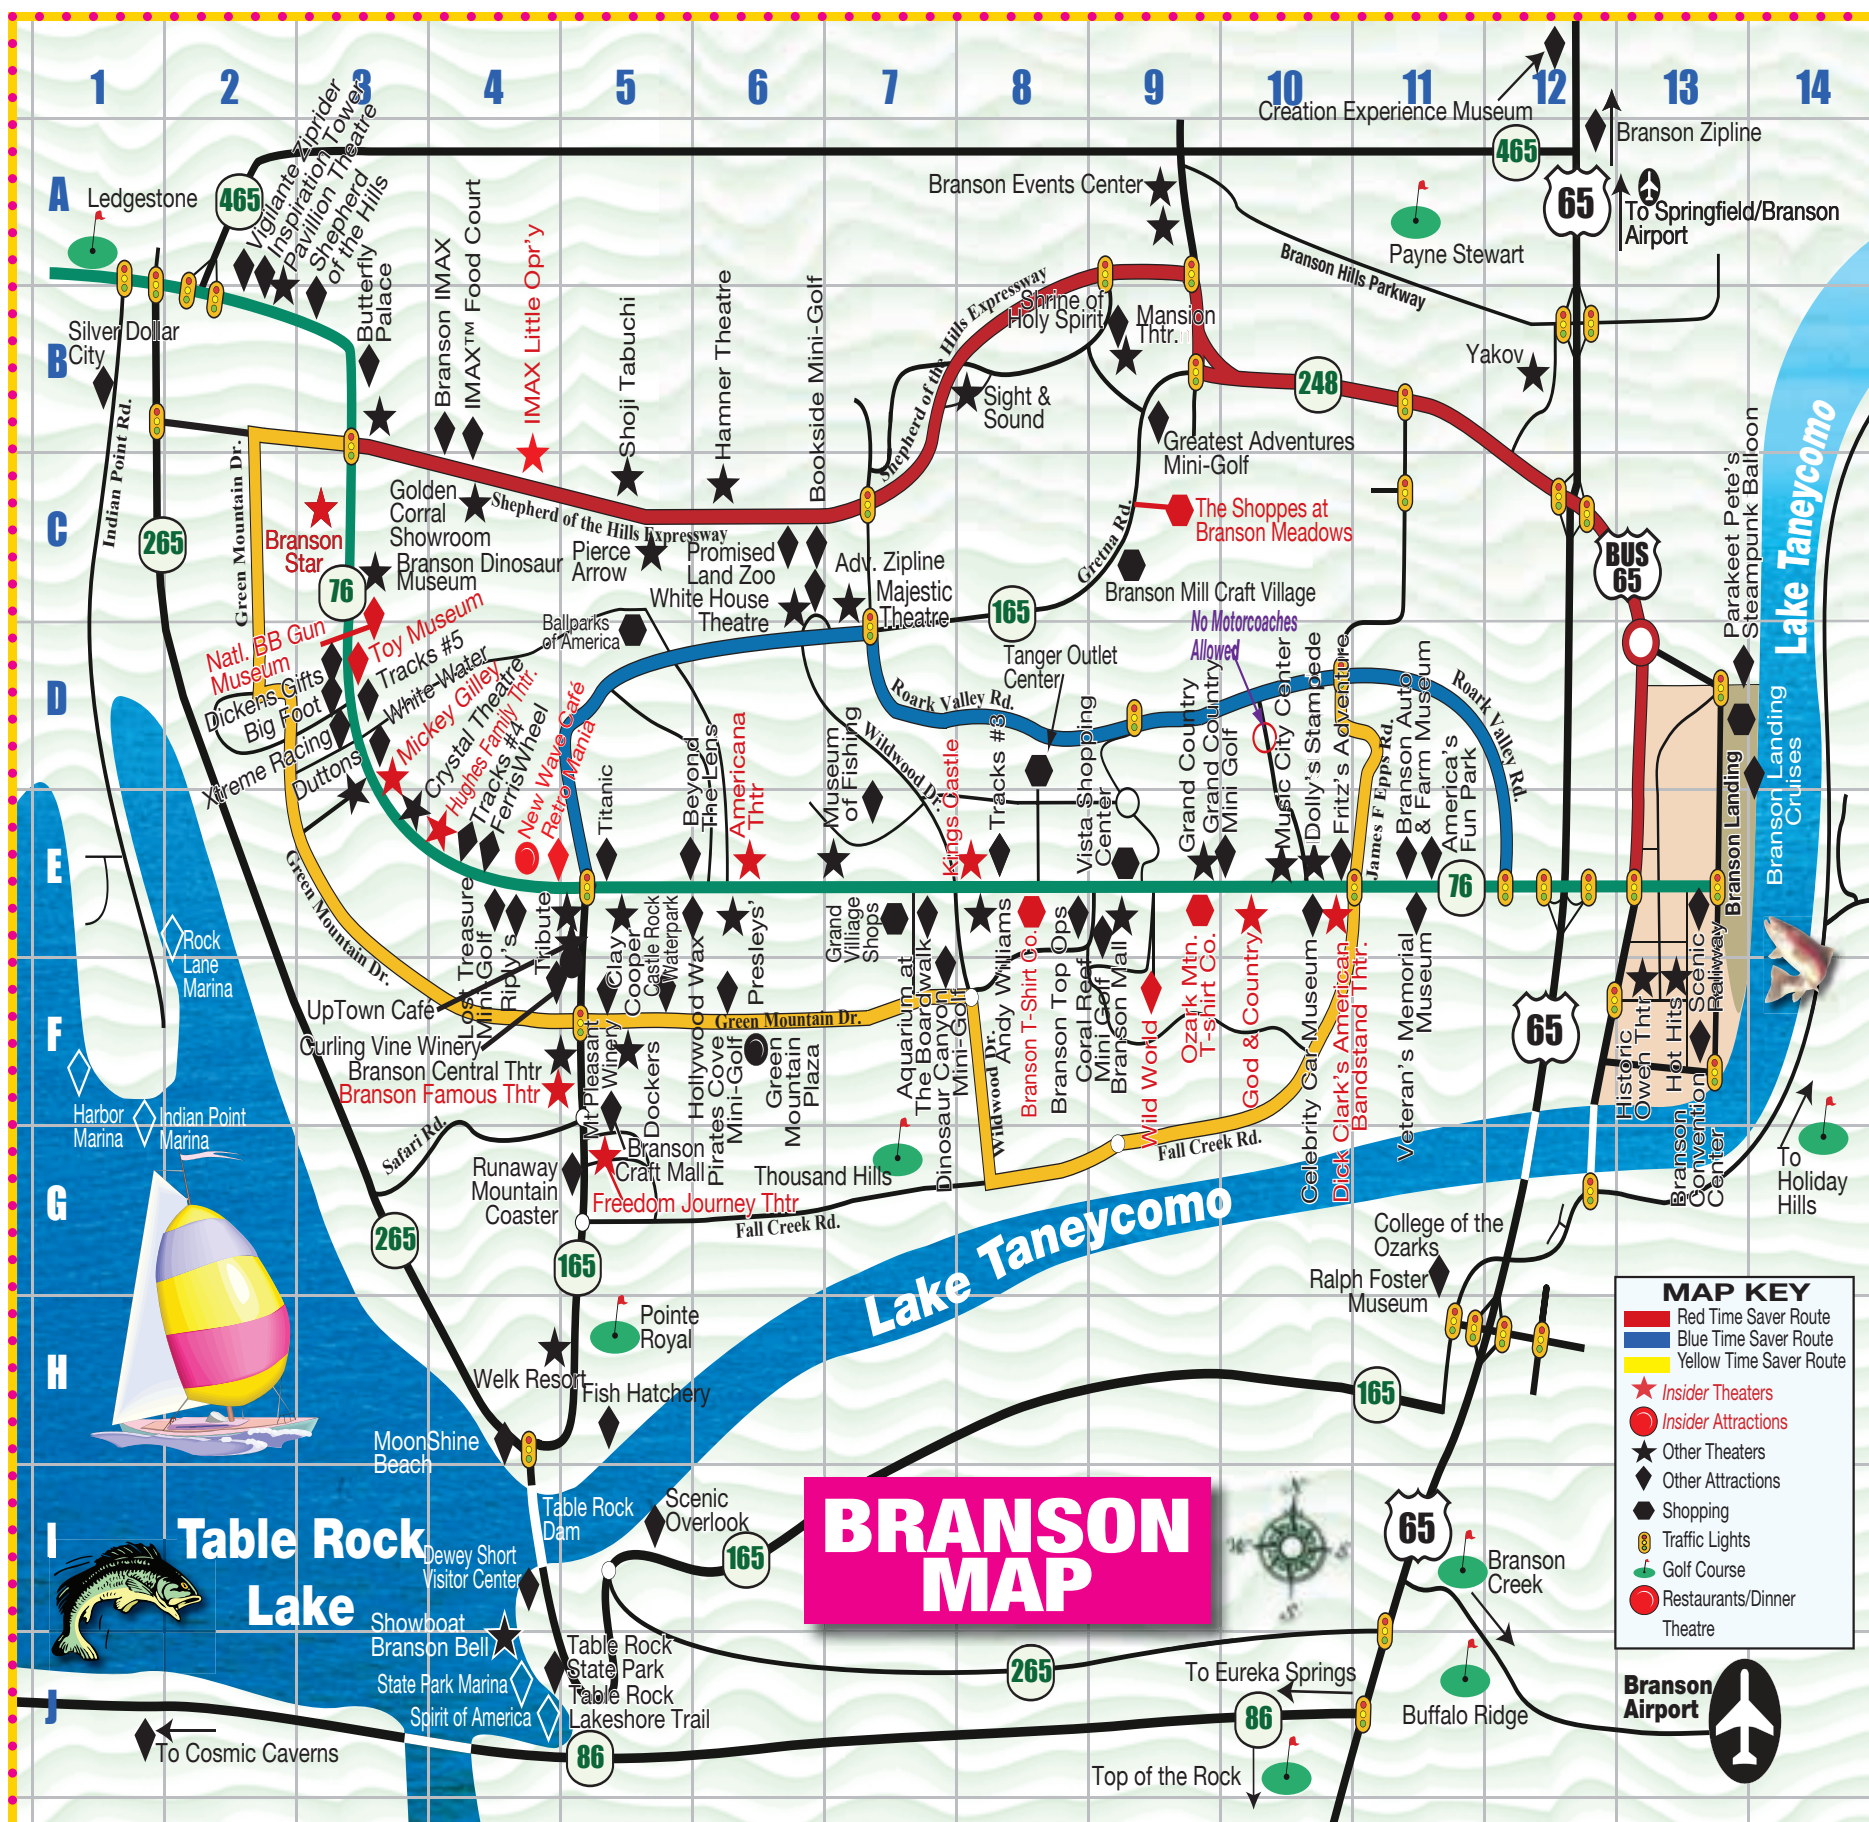 1
2
3
4
5
6
7
8
9
10
11
12
13
14
A
B
C
D
E
F
G
H
I
J
Creation Experience Museum
Branson Zipline
465
65
To Springfield/Branson
Airport
Ledgestone
465
Vigilante Ziprider
Inspiration Tower
Pavillion Theatre
Shepherd
of the Hills
Butterfly
Palace
Branson IMAX
IMAX™ Food Court
IMAX Little Opr'y
Shoji Tabuchi
Hamner Theatre
Bookside Mini-Golf
Branson Events Center
Payne Stewart
Branson Hills Parkway
Silver Dollar
City
Indian Point Rd.
Shrine of
Holy Spirit
Mansion
Thtr.
Shepherd of the Hills Expressway
Sight &
Sound
248
Yakov
Greatest Adventures
Mini-Golf
265
Green Mountain Dr.
Branson
Star
76
Golden
Corral
Showroom
Branson Dinosaur
Museum
Shepherd of the Hills Expressway
Pierce
Arrow
Promised
Land Zoo
White House
Theatre
Adv. Zipline
Majestic
Theatre
165
Gretna Rd.
The Shoppes at
Branson Meadows
Branson Mill Craft Village
No Motorcoaches
Allowed
BUS
65
Parakeet Pete's
Steampunk Balloon
Lake Taneycomo
Natl. BB Gun
Museum
Toy Museum
Dickens Gifts
Big Foot
Xtreme Racing
Duttons
Tracks #5
White Water
Mickey Gilley
Crystal Theatre
Hughes Family Thtr.
Tracks #4
Ferris Wheel
New Wave Café
Retro Mania
Ballparks
of America
Titanic
Beyond
The Lens
Americana
Thtr
Museum
of Fishing
Wildwood Dr.
Roark Valley Rd.
Kings Castle
Tracks #3
Tanger Outlet
Center
Vista Shopping
Center
Grand Country
Grand Country
Mini Golf
Music City Center
Dolly's Stampede
Fritz's Adventure
James F Epps Rd.
Branson Auto
& Farm Museum
America's
Fun Park
Roark Valley Rd.
76
Branson Landing
Branson Landing
Cruises
Green Mountain Dr.
Rock
Lane
Marina
Lost Treasure
Mini-Golf
Riply's
Tribute
Clay
Cooper
Castle Rock
Waterpark
Hollywood Wax
Presleys'
Grand
Village
Shops
Aquarium at
The Boardwalk
Dinosaur Canyon
Mini-Golf
Andy Williams
Branson T-Shirt Co.
Branson Top Ops
Coral Reef
Mini Golf
Branson Mall
Wild World
Ozark Mtn.
T-shirt Co.
God & Country
Celebrity Car Museum
Dick Clark's American
Bandstand Thtr.
Veteran's Memorial
Museum
65
Historic
Owen Thtr
Hot Hits
Scenic
Railway
Branson
Convention
Center
UpTown Café
Curling Vine Winery
Branson Central Thtr
Branson Famous Thtr
Mt Pleasant
Winery
Dockers
Green Mountain Dr.
Pirates Cove
Mini-Golf
Green
Mountain
Plaza
Wildwood Dr.
Harbor
Marina
Indian Point
Marina
Safari Rd.
Runaway
Mountain
Coaster
Branson
Craft Mall
Freedom Journey Thtr
Thousand Hills
Fall Creek Rd.
Fall Creek Rd.
Lake Taneycomo
To
Holiday
Hills
College of the
Ozarks
Ralph Foster
Museum
265
165
Pointe
Royal
Welk Resort
Fish Hatchery
MoonShine
Beach
165
MAP KEY
Red Time Saver Route
Blue Time Saver Route
Yellow Time Saver Route
Insider Theaters
Insider Attractions
Other Theaters
Other Attractions
Shopping
Traffic Lights
Golf Course
Restaurants/Dinner
Theatre
Table Rock
Lake
Table Rock
Dam
Scenic
Overlook
165
BRANSON
MAP
N
W
S
S
65
Branson
Creek
Dewey Short
Visitor Center
Showboat
Branson Bell
State Park Marina
Spirit of America
Table Rock
State Park
Table Rock
Lakeshore Trail
265
To Eureka Springs
86
Buffalo Ridge
Branson
Airport
To Cosmic Caverns
86
Top of the Rock